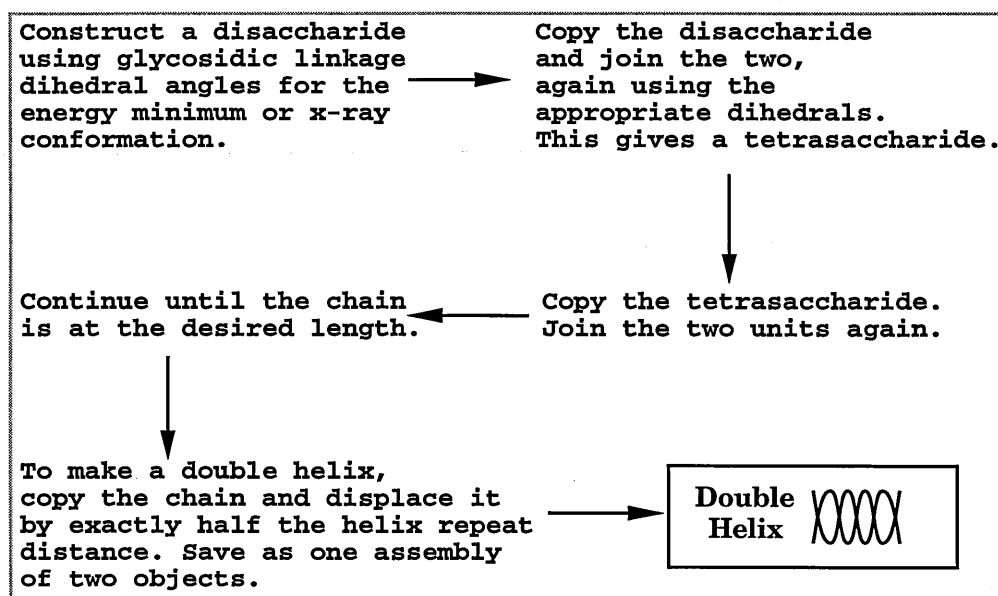 Construct a disaccharide
using glycosidic linkage
dihedral angles for the
energy minimum or x-ray
conformation.
Copy the disaccharide
and join the two,
again using the
appropriate dihedrals.
This gives a tetrasaccharide.
Copy the tetrasaccharide.
Join the two units again.
Continue until the chain
is at the desired length.
To make a double helix,
copy the chain and displace it
by exactly half the helix repeat
distance. Save as one assembly
of two objects.
Double
Helix